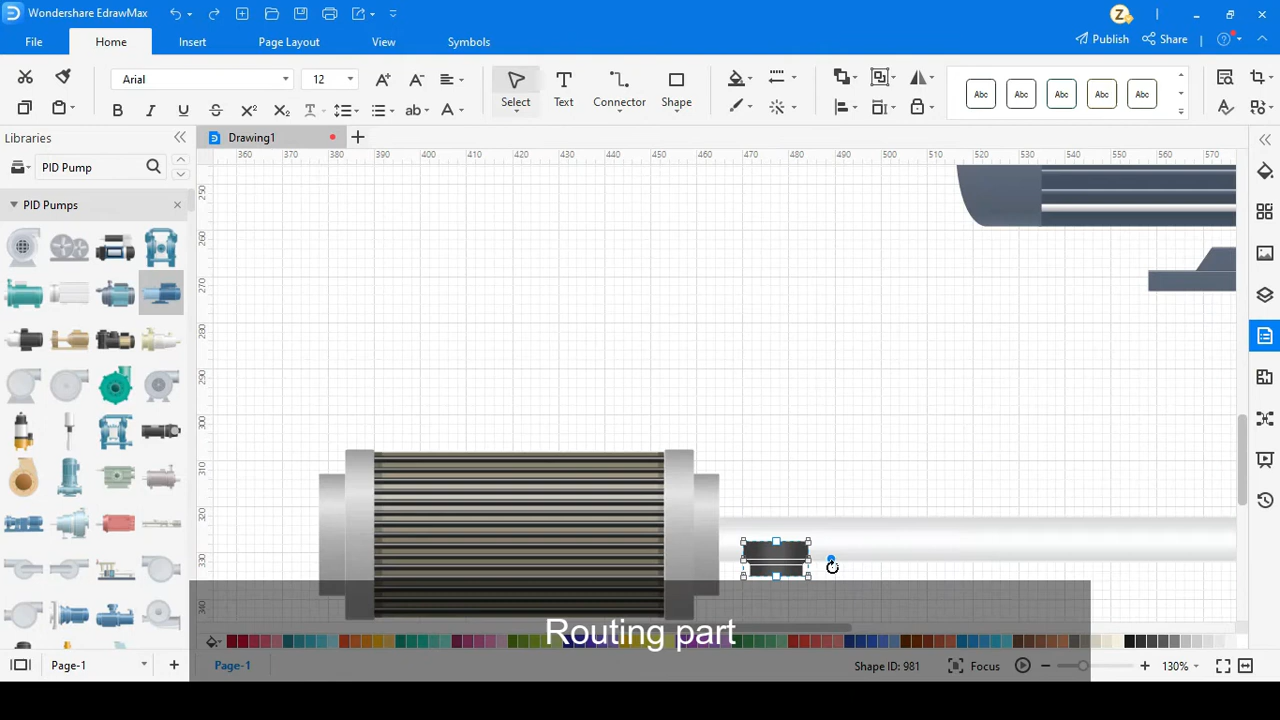 Wondershare EdrawMax
Z
File Home Insert Page Layout View Symbols
Publish Share
Arial 12
Select Text Connector Shape
Abc Abc Abc Abc Abc
Libraries
Drawing1
PID Pump
360 370 380 390 400 410 420 430 440 450 460 470 480 490 500 510 520 530 540 550 560 570
PID Pumps
250
260
270
280
290
300
310
320
330
340
Routing part
Page-1 Page-1 Shape ID: 981 Focus 130%